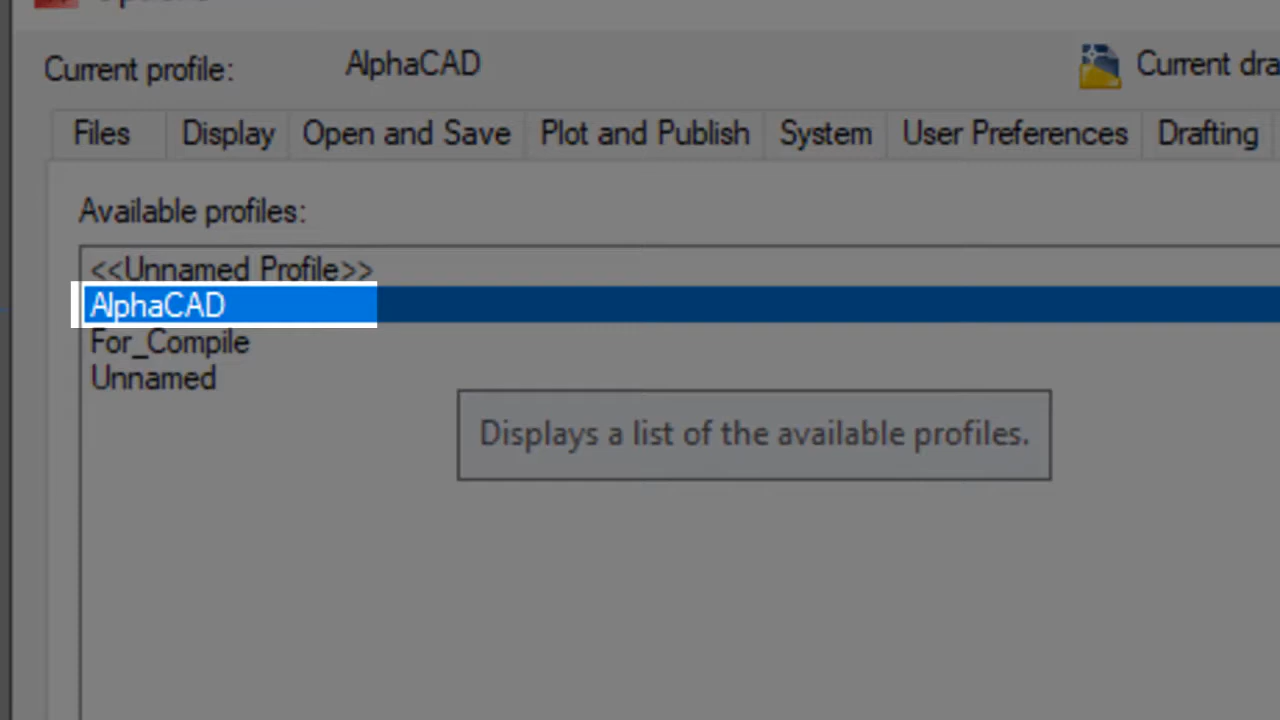 Current profile:
AlphaCAD
Current dra
Files
Display
Open and Save
Plot and Publish
System
User Preferences
Drafting
Available profiles:
<<Unnamed Profile>>
AlphaCAD
For_Compile
Unnamed
Displays a list of the available profiles.